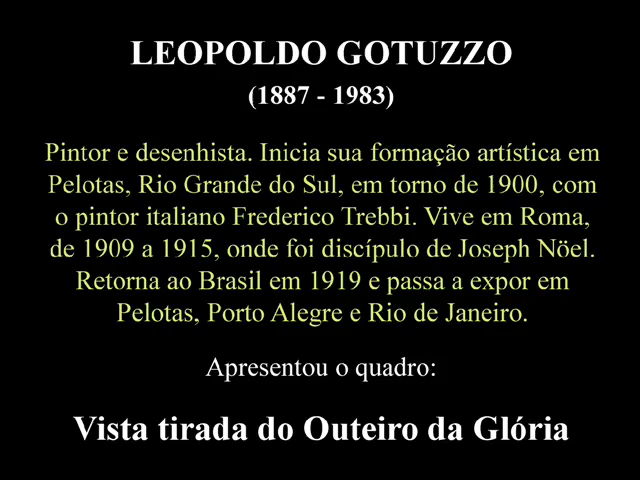 LEOPOLDO GOTUZZO
(1887 - 1983)
Pintor e desenhista. Inicia sua formação artística em
Pelotas, Rio Grande do Sul, em torno de 1900, com
o pintor italiano Frederico Trebbi. Vive em Roma,
de 1909 a 1915, onde foi discípulo de Joseph Nöel.
Retorna ao Brasil em 1919 e passa a expor em
Pelotas, Porto Alegre e Rio de Janeiro.
Apresentou o quadro:
Vista tirada do Outeiro da Glória